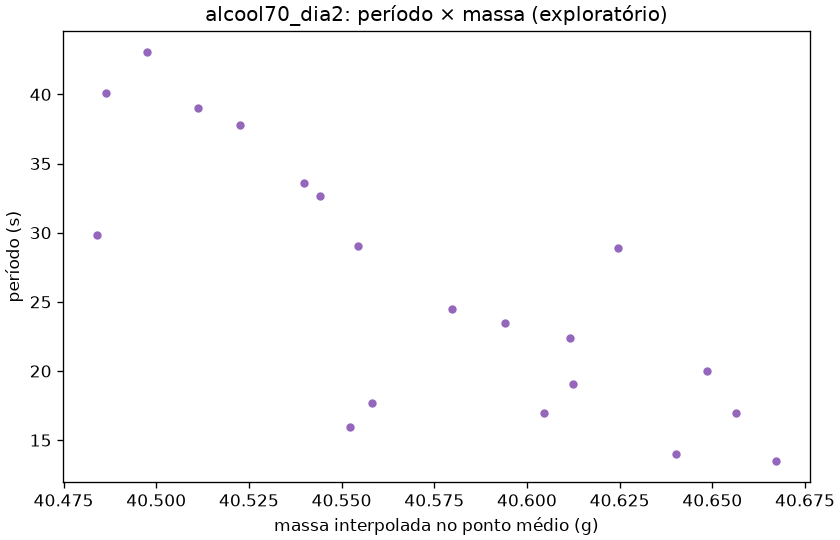 alcool70_dia2: período × massa (exploratório)
período (s)
40
35
30
25
20
15
40.475 40.500 40.525 40.550 40.575 40.600 40.625 40.650 40.675
massa interpolada no ponto médio (g)